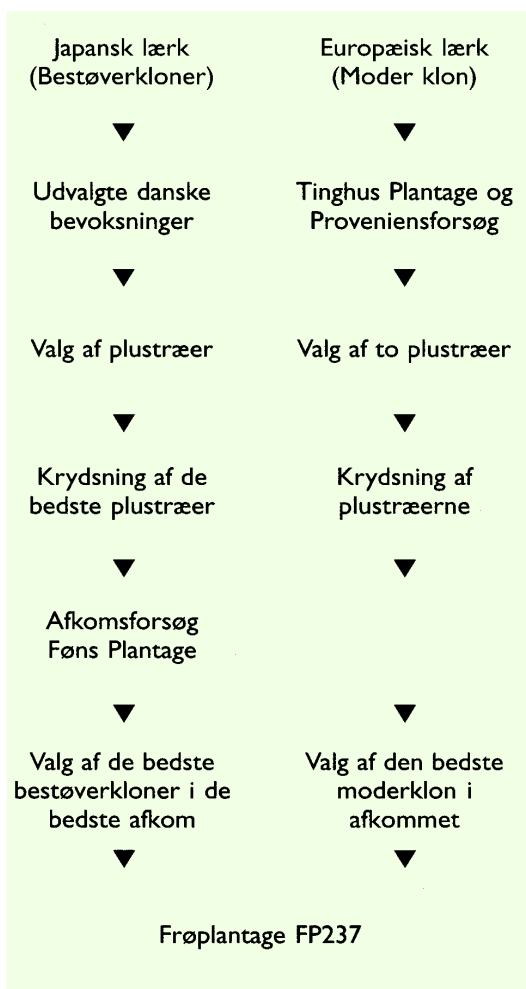 Japansk lærk
(Bestøverkloner)
Udvalgte danske
bevoksninger
Valg af plustræer
Krydsning af de
bedste plustræer
Afkomsforsøg
Føns Plantage
Valg af de bedste
bestøverkloner i de
bedste afkom
Europæisk lærk
(Moder klon)
Tinghus Plantage og
Proveniensforsøg
Valg af to plustræer
Krydsning af
plustræerne
Valg af den bedste
moderklon i
afkommet
Frøplantage FP237